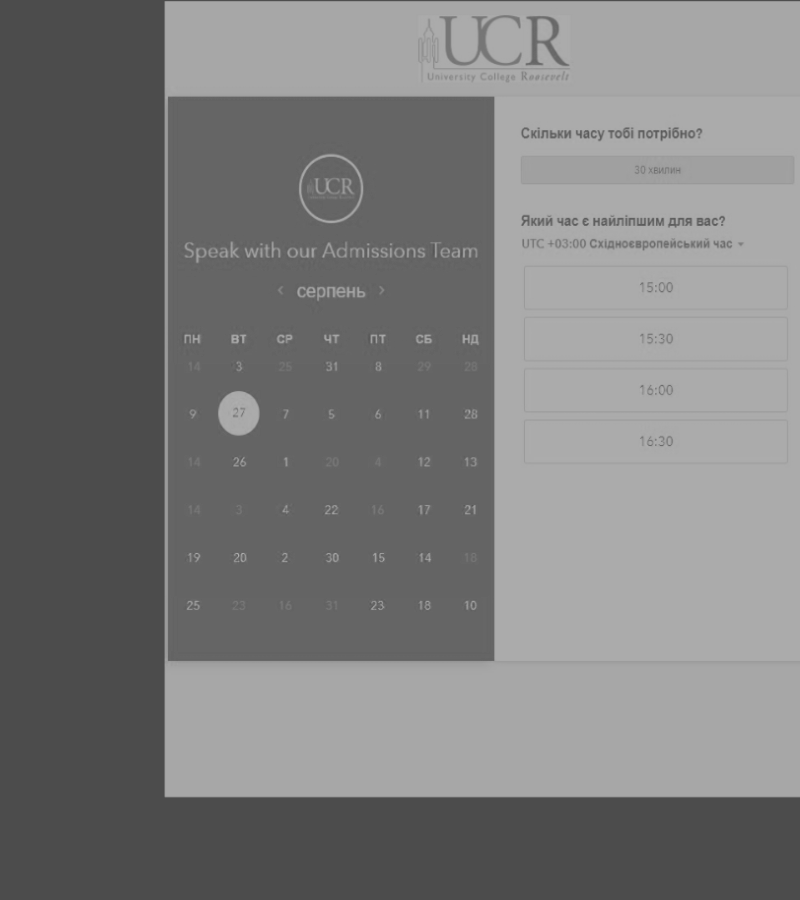 UCR
University College Roosevelt
UCR
Speak with our Admissions Team
серпень
ПН ВТ СР ЧТ ПТ СБ НД
14 3 25 31 8 29 28
9 27 7 5 6 11 28
14 26 1 20 4 12 13
14 3 4 22 16 17 21
19 20 2 30 15 14 18
25 23 16 31 23 18 10
Скільки часу тобі потрібно?
30 хвилин
Який час є найліпшим для вас?
UTC +03:00 Східноєвропейський час
15:00
15:30
16:00
16:30